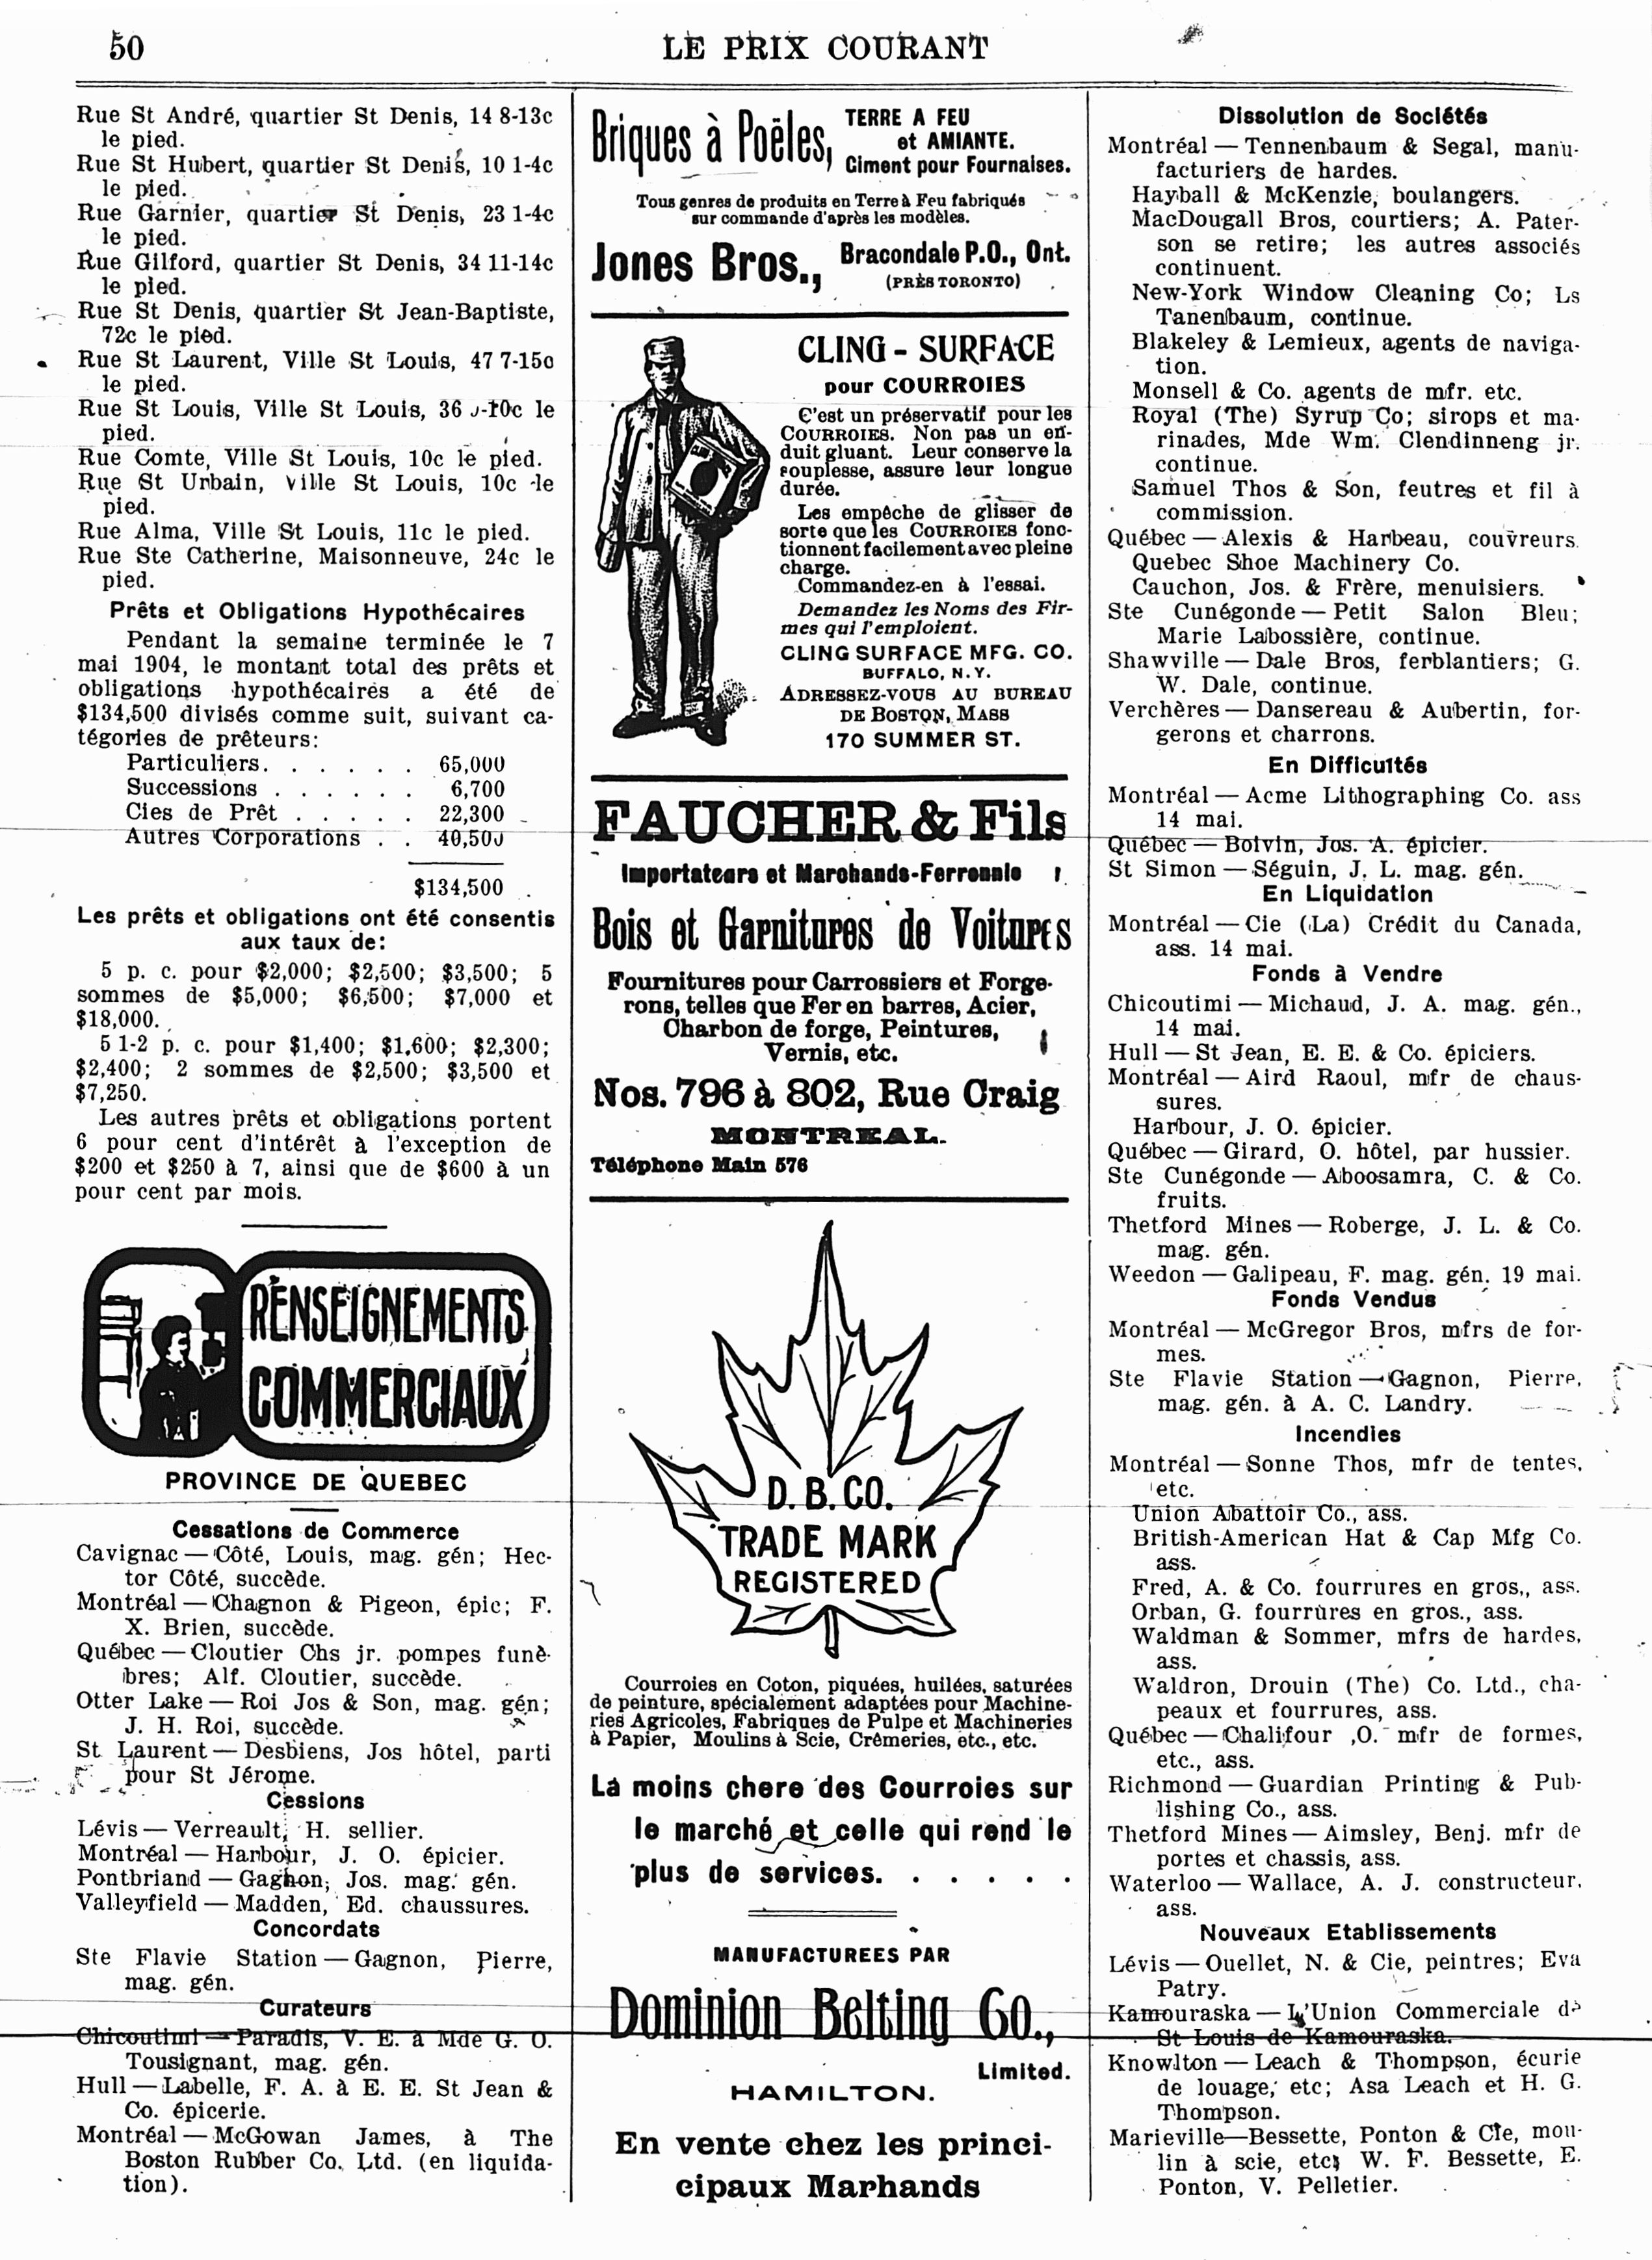 50
LE PRIX COURANT
Rue St André, quartier St Denis, 14 8-13c
le pied.
Rue St Hubert, quartier St Denis, 10 1-4c
le pied.
Rue Garnier, quartier St Denis, 23 1-4c
le pied.
Rue Gilford, quartier St Denis, 34 11-14c
le pied.
Rue St Denis, quartier St Jean-Baptiste,
72c le pied.
Rue St Laurent, Ville St Louis, 47 7-15c
le pied.
Rue St Louis, Ville St Louis, 36 le
pied.
Rue Comte, Ville St Louis, 10c le pied.
Rue St Urbain, Ville St Louis, 10c le
pied.
Rue Alma, Ville St Louis, 11c le pied.
Rue Ste Catherine, Maisonneuve, 24c le
pied.
Prêts et Obligations Hypothécaires
Pendant la semaine terminée le 7
mai 1904, le montant total des prêts et
obligations hypothécaires a été de
$134,500 divisés comme suit, suivant ca-
tégories de prêteurs:
Particuliers. . . . . . 65,000
Successions . . . . . . 6,700
Cies de Prêt . . . . . 22,300
Autres Corporations . . 40,500
$134,500
Les prêts et obligations ont été consentis
aux taux de:
5 p. c. pour $2,000; $2,500; $3,500; 5
sommes de $5,000; $6,500; $7,000 et
$18,000.
5 1-2 p. c. pour $1,400; $1,600; $2,300;
$2,400; 2 sommes de $2,500; $3,500 et
$7,250.
Les autres prêts et obligations portent
6 pour cent d'intérêt à l'exception de
$200 et $250 à 7, ainsi que de $600 à un
pour cent par mois.
RENSEIGNEMENTS
COMMERCIAUX
PROVINCE DE QUEBEC
Cessations de Commerce
Cavignac — Côté, Louis, mag. gén; Hec-
tor Côté, succède.
Montréal — Chagnon & Pigeon, épic; F.
X. Brien, succède.
Québec — Cloutier Chs jr. pompes funè-
bres; Alf. Cloutier, succède.
Otter Lake — Roi Jos & Son, mag. gén;
J. H. Roi, succède.
St Laurent — Desbiens, Jos hôtel, parti
pour St Jérome.
Cessions
Lévis — Verreault, H. sellier.
Montréal — Harbour, J. O. épicier.
Pontbriand — Gagnon, Jos. mag. gén.
Valleyfield — Madden, Ed. chaussures.
Concordats
Ste Flavie Station — Gagnon, Pierre,
mag. gén.
Curateurs
Chicoutimi — Paradis, V. E. à Mde G. O.
Tousignant, mag. gén.
Hull — Labelle, F. A. à E. E. St Jean &
Co. épicerie.
Montréal — McGowan James, à The
Boston Rubber Co. Ltd. (en liquida-
tion).
Briques à Poëles,
TERRE A FEU
et AMIANTE.
Ciment pour Fournaises.
Tous genres de produits en Terre à Feu fabriqués
sur commande d'après les modèles.
Jones Bros.,
Bracondale P.O., Ont.
(PRÈS TORONTO)
CLING - SURFACE
pour COURROIES
C'est un préservatif pour les
COURROIES. Non pas un en-
duit gluant. Leur conserve la
souplesse, assure leur longue
durée.
Les empêche de glisser de
sorte que les COURROIES fonc-
tionnent facilement avec pleine
charge.
Commandez-en à l'essai.
Demandez les Noms des Fir-
mes qui l'emploient.
CLING SURFACE MFG. CO.
BUFFALO, N.Y.
ADRESSEZ-VOUS AU BUREAU
DE BOSTON, MASS
170 SUMMER ST.
FAUCHER & Fils
Importateurs et Marchands-Ferronnie
Bois et Garnitures de Voitures
Fournitures pour Carrossiers et Forge-
rons, telles que Fer en barres, Acier,
Charbon de forge, Peintures,
Vernis, etc.
Nos. 796 à 802, Rue Craig
MONTREAL.
Téléphone Main 576
D. B. CO.
TRADE MARK
REGISTERED
Courroies en Coton, piquées, huilées, saturées
de peinture, spécialement adaptées pour Machine-
ries Agricoles, Fabriques de Pulpe et Machineries
à Papier, Moulins à Scie, Crêmeries, etc., etc.
La moins chere des Courroies sur
le marché et celle qui rend le
plus de services. . . . . .
MANUFACTUREES PAR
Dominion Belting Co.,
Limited.
HAMILTON.
En vente chez les princi-
cipaux Marhands
Dissolution de Sociétés
Montréal — Tennenbaum & Segal, manu-
facturiers de hardes.
Hayball & McKenzie, boulangers.
MacDougall Bros, courtiers; A. Pater-
son se retire; les autres associés
continuent.
New-York Window Cleaning Co; Ls
Tanenbaum, continue.
Blakeley & Lemieux, agents de naviga-
tion.
Monsell & Co. agents de mfr. etc.
Royal (The) Syrup Co; sirops et ma-
rinades, Mde Wm. Clendinneng jr.
continue.
Samuel Thos & Son, feutres et fil à
commission.
Québec — Alexis & Harbeau, couvreurs.
Quebec Shoe Machinery Co.
Cauchon, Jos. & Frère, menuisiers.
Ste Cunégonde — Petit Salon Bleu;
Marie Labossière, continue.
Shawville — Dale Bros, ferblantiers; G.
W. Dale, continue.
Verchères — Dansereau & Aubertin, for-
gerons et charrons.
En Difficultés
Montréal — Acme Lithographing Co. ass
14 mai.
Québec — Boivin, Jos. A. épicier.
St Simon — Séguin, J. L. mag. gén.
En Liquidation
Montréal — Cie (La) Crédit du Canada,
ass. 14 mai.
Fonds à Vendre
Chicoutimi — Michaud, J. A. mag. gén.,
14 mai.
Hull — St Jean, E. E. & Co. épiciers.
Montréal — Aird Raoul, mfr de chaus-
sures.
Harbour, J. O. épicier.
Québec — Girard, O. hôtel, par hussier.
Ste Cunégonde — Aboosamra, C. & Co.
fruits.
Thetford Mines — Roberge, J. L. & Co.
mag. gén.
Weedon — Galipeau, F. mag. gén. 19 mai.
Fonds Vendus
Montréal — McGregor Bros, mfrs de for-
mes.
Ste Flavie Station — Gagnon, Pierre,
mag. gén. à A. C. Landry.
Incendies
Montréal — Sonne Thos, mfr de tentes,
etc.
Union Abattoir Co., ass.
British-American Hat & Cap Mfg Co.
ass.
Fred, A. & Co. fourrures en gros,, ass.
Orban, G. fourrures en gros., ass.
Waldman & Sommer, mfrs de hardes,
ass.
Waldron, Drouin (The) Co. Ltd., cha-
peaux et fourrures, ass.
Québec — Chalifour ,O. mfr de formes,
etc., ass.
Richmond — Guardian Printing & Pub-
lishing Co., ass.
Thetford Mines — Aimsley, Benj. mfr de
portes et chassis, ass.
Waterloo — Wallace, A. J. constructeur,
ass.
Nouveaux Etablissements
Lévis — Ouellet, N. & Cie, peintres; Eva
Patry.
Kamouraska — L'Union Commerciale de
St Louis de Kamouraska.
Knowlton — Leach & Thompson, écurie
de louage, etc; Asa Leach et H. G.
Thompson.
Marieville—Bessette, Ponton & Cie, mou-
lin à scie, etc; W. F. Bessette, E.
Ponton, V. Pelletier.